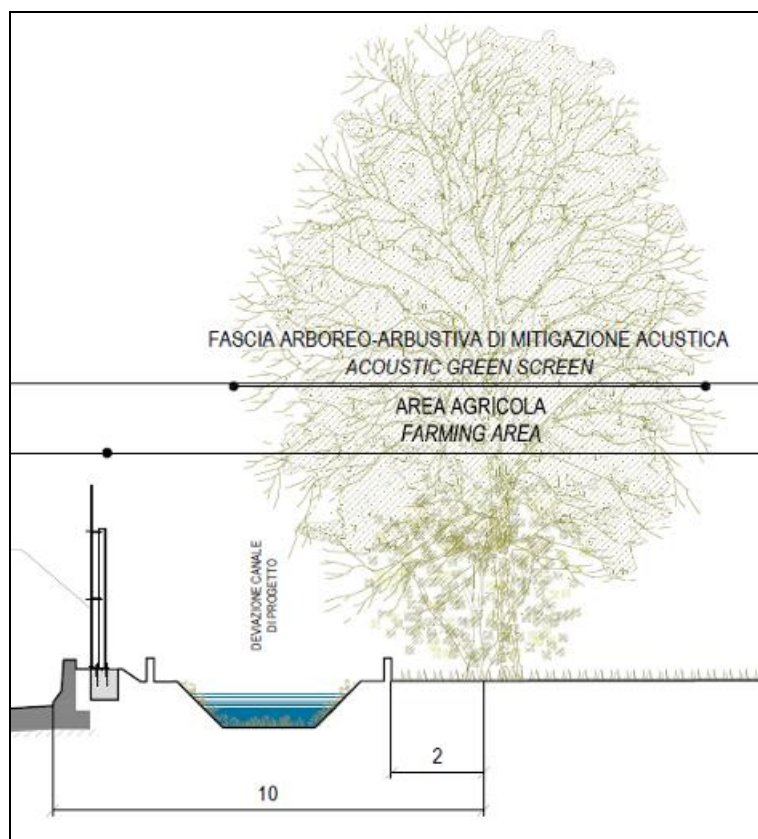 FASCIA ARBOREO-ARBUSTIVA DI MITIGAZIONE ACUSTICA
ACOUSTIC GREEN SCREEN
AREA AGRICOLA
FARMING AREA
DEVIAZIONE CANALE
DI PROGETTO
2
10